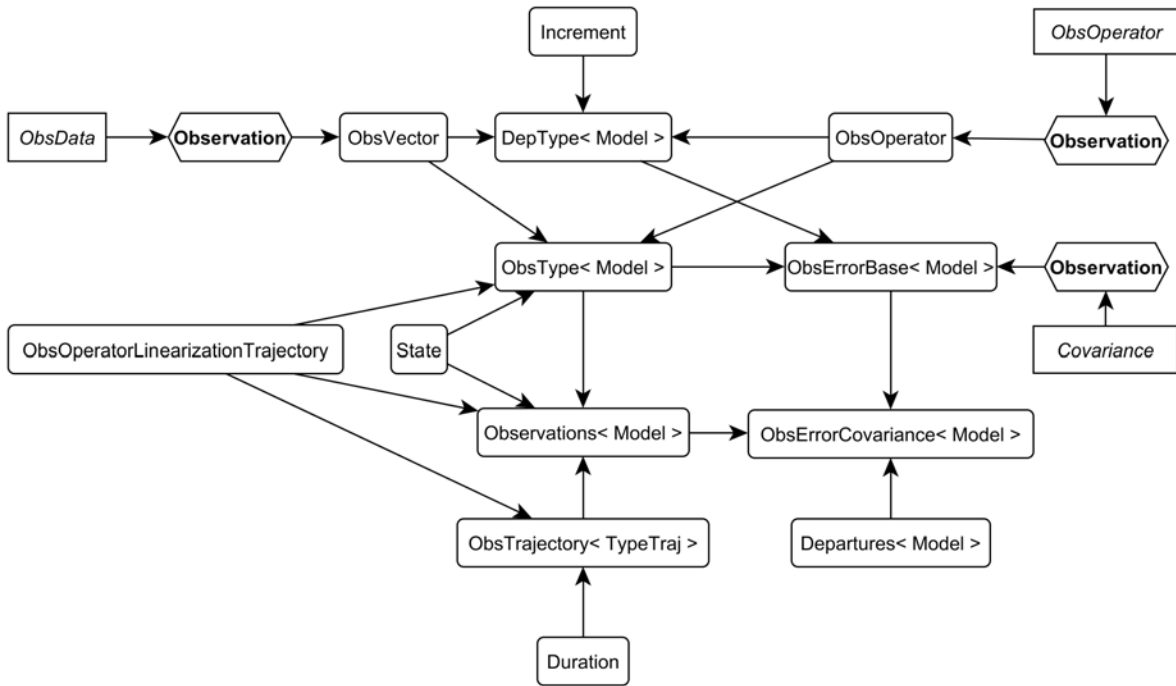 Increment
ObsOperator
ObsData
Observation
ObsVector
DepType< Model >
ObsOperator
Observation
ObsType< Model >
ObsErrorBase< Model >
Observation
ObsOperatorLinearizationTrajectory
State
Covariance
Observations< Model >
ObsErrorCovariance< Model >
ObsTrajectory< TypeTraj >
Departures< Model >
Duration